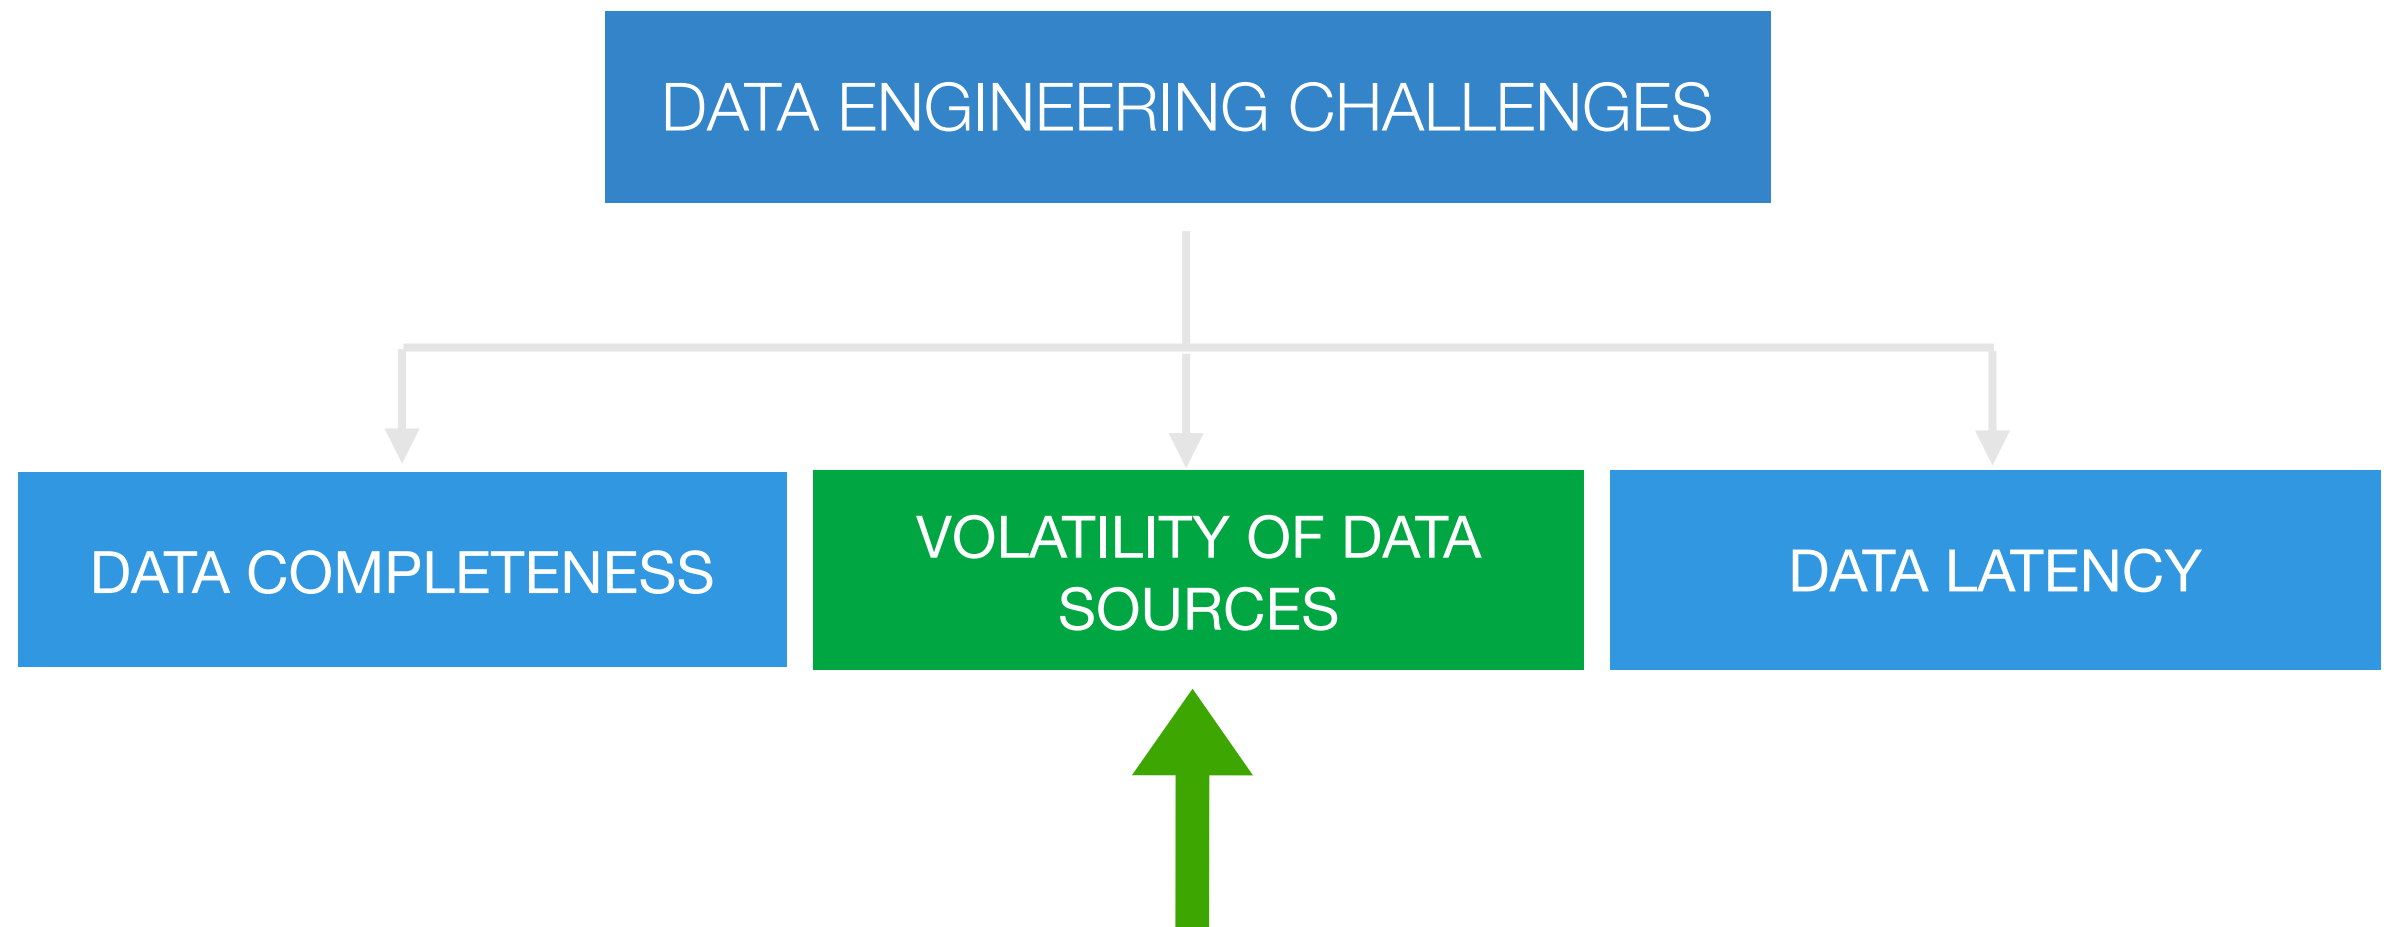 DATA ENGINEERING CHALLENGES
DATA COMPLETENESS
VOLATILITY OF DATA
SOURCES
DATA LATENCY